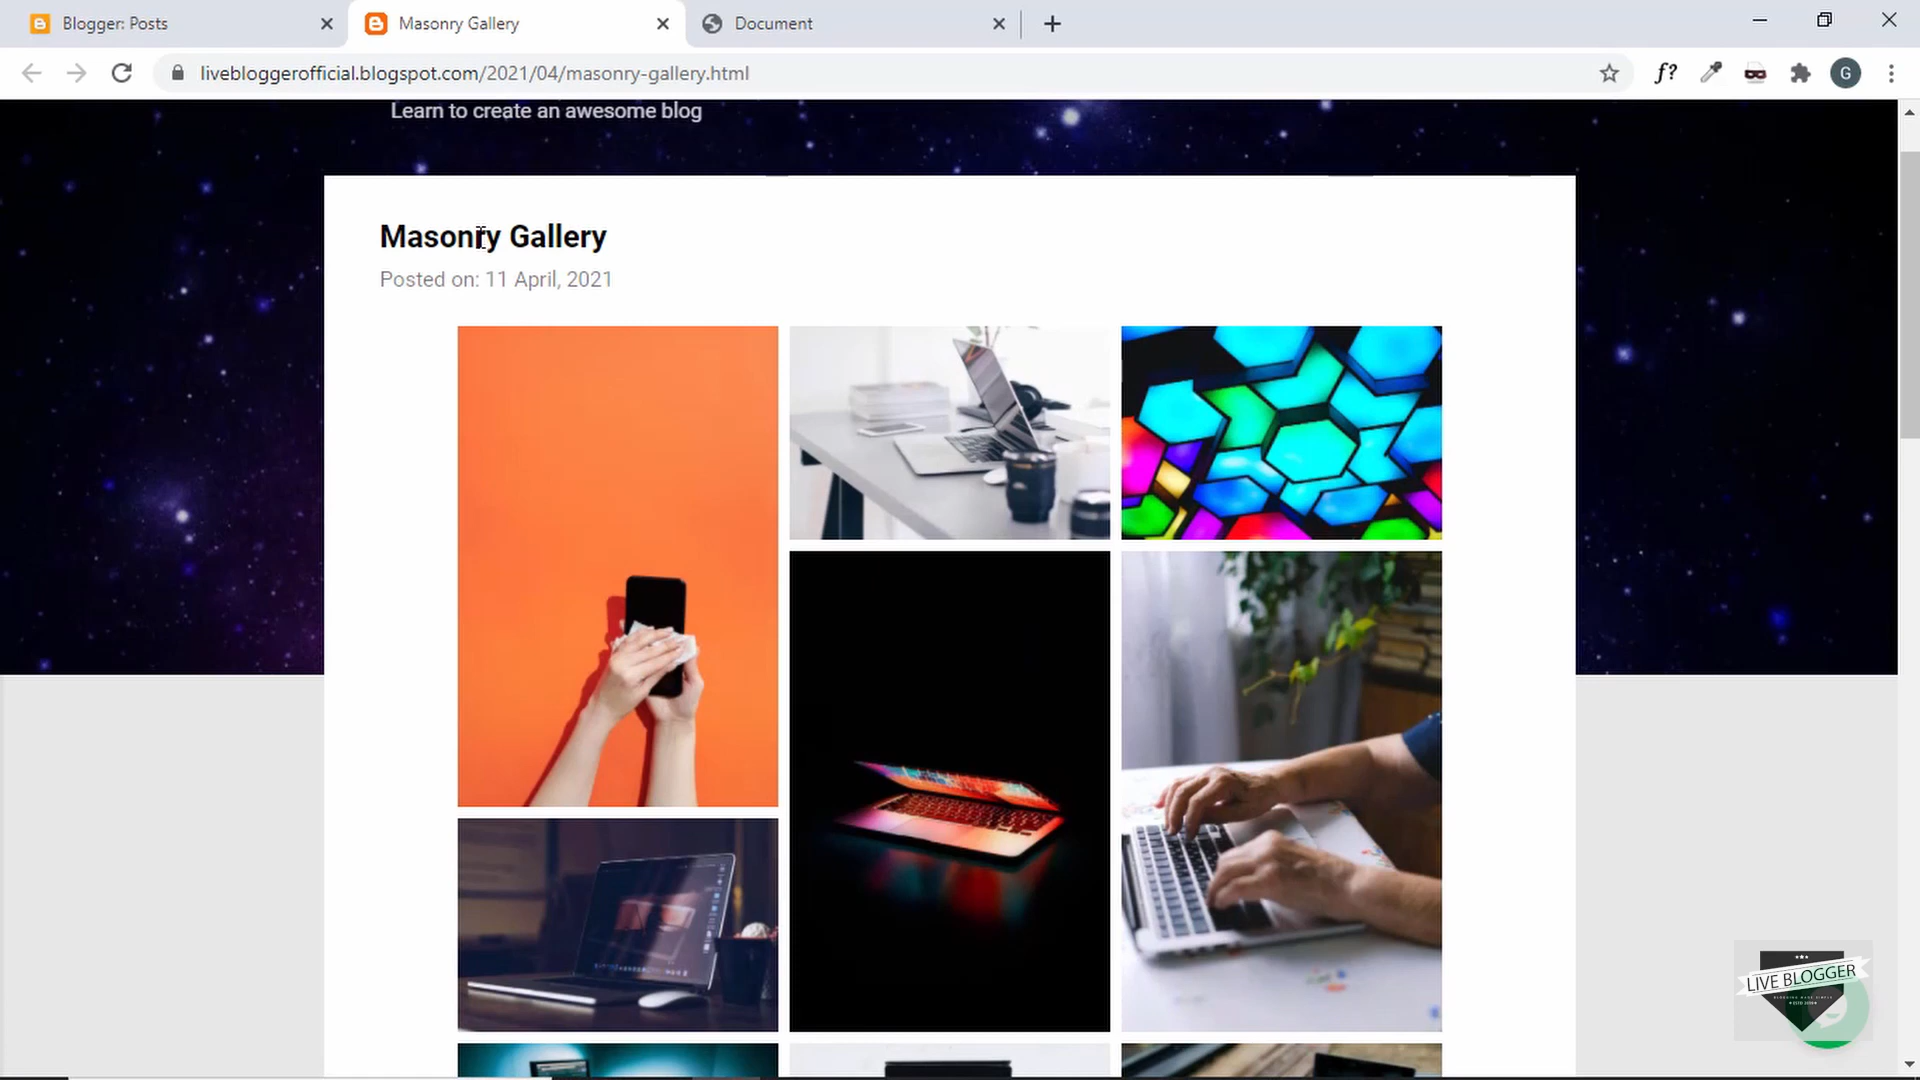 Blogger: Posts
Masonry Gallery
Document
livebloggerofficial.blogspot.com/2021/04/masonry-gallery.html
f?
G
Learn to create an awesome blog
Masonry Gallery
Posted on: 11 April, 2021
LIVE BLOGGER